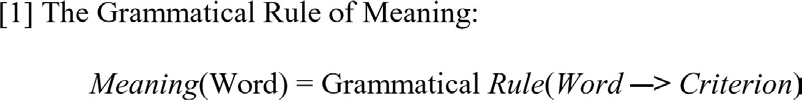 [1] The Grammatical Rule of Meaning:
Meaning(Word) = Grammatical Rule(Word —> Criterion)